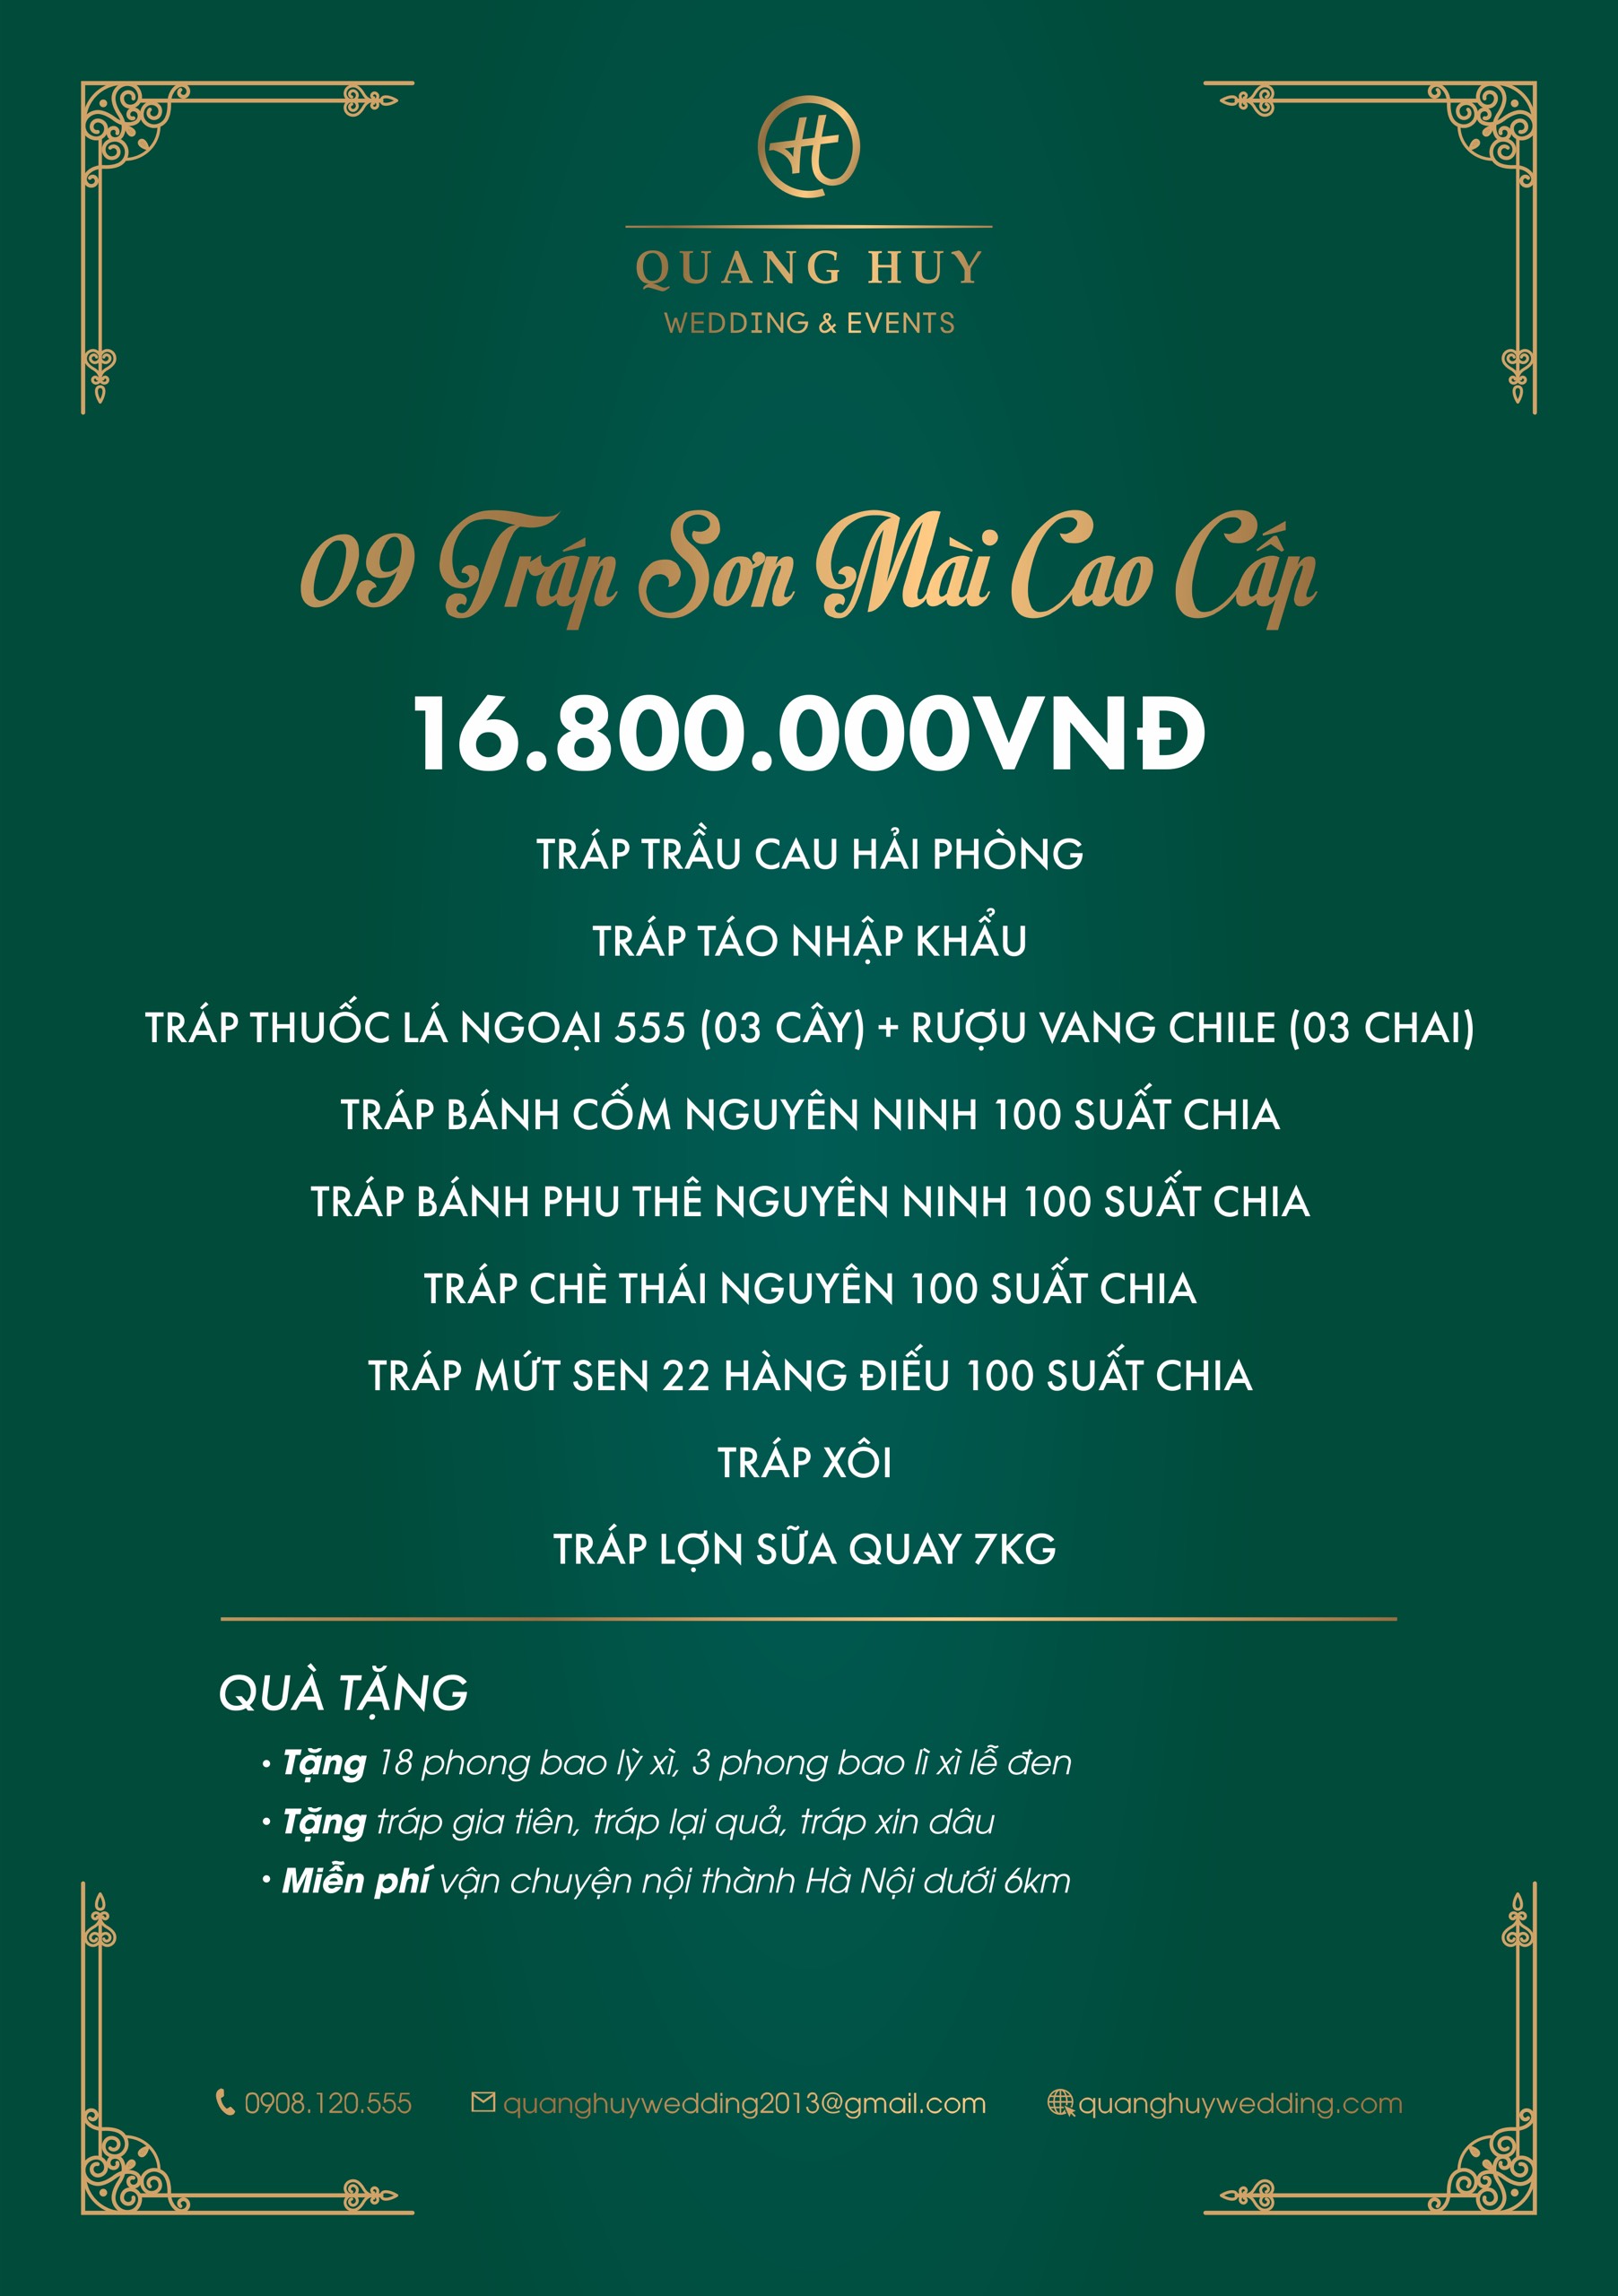 QUANG HUY
WEDDING & EVENTS
09 Tráp Sơn Mài Cao Cấp
16.800.000VNĐ
TRÁP TRẦU CAU HẢI PHÒNG
TRÁP TÁO NHẬP KHẨU
TRÁP THUỐC LÁ NGOẠI 555 (03 CÂY) + RƯỢU VANG CHILE (03 CHAI)
TRÁP BÁNH CỐM NGUYÊN NINH 100 SUẤT CHIA
TRÁP BÁNH PHU THÊ NGUYÊN NINH 100 SUẤT CHIA
TRÁP CHÈ THÁI NGUYÊN 100 SUẤT CHIA
TRÁP MỨT SEN 22 HÀNG ĐIẾU 100 SUẤT CHIA
TRÁP XÔI
TRÁP LỢN SỮA QUAY 7KG
QUÀ TẶNG
• Tặng 18 phong bao lỳ xì, 3 phong bao lì xì lễ đen
• Tặng tráp gia tiên, tráp lại quả, tráp xin dâu
• Miễn phí vận chuyện nội thành Hà Nội dưới 6km
0908.120.555 quanghuywedding2013@gmail.com quanghuywedding.com